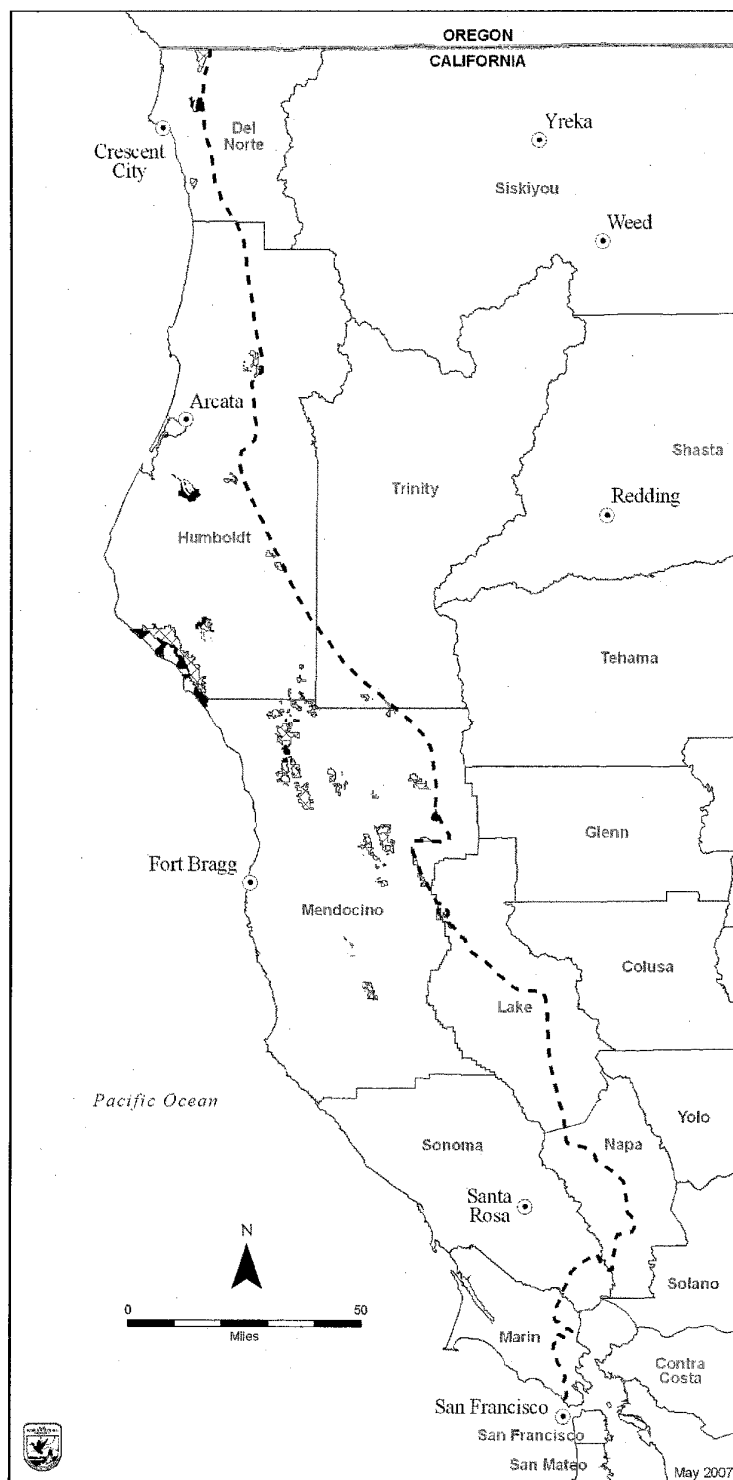 OREGON
CALIFORNIA
Del
Norte
Crescent
City
Yreka
Siskiyou
Weed
Arcata
Shasta
Trinity
Redding
Humboldt
Tehama
Glenn
Fort Bragg
Mendocino
Colusa
Lake
Pacific Ocean
Yolo
Sonoma
Napa
Santa
Rosa
N
Solano
0
50
Miles
Marin
Contra
Costa
San Francisco
San Francisco
San Mateo
May 2007